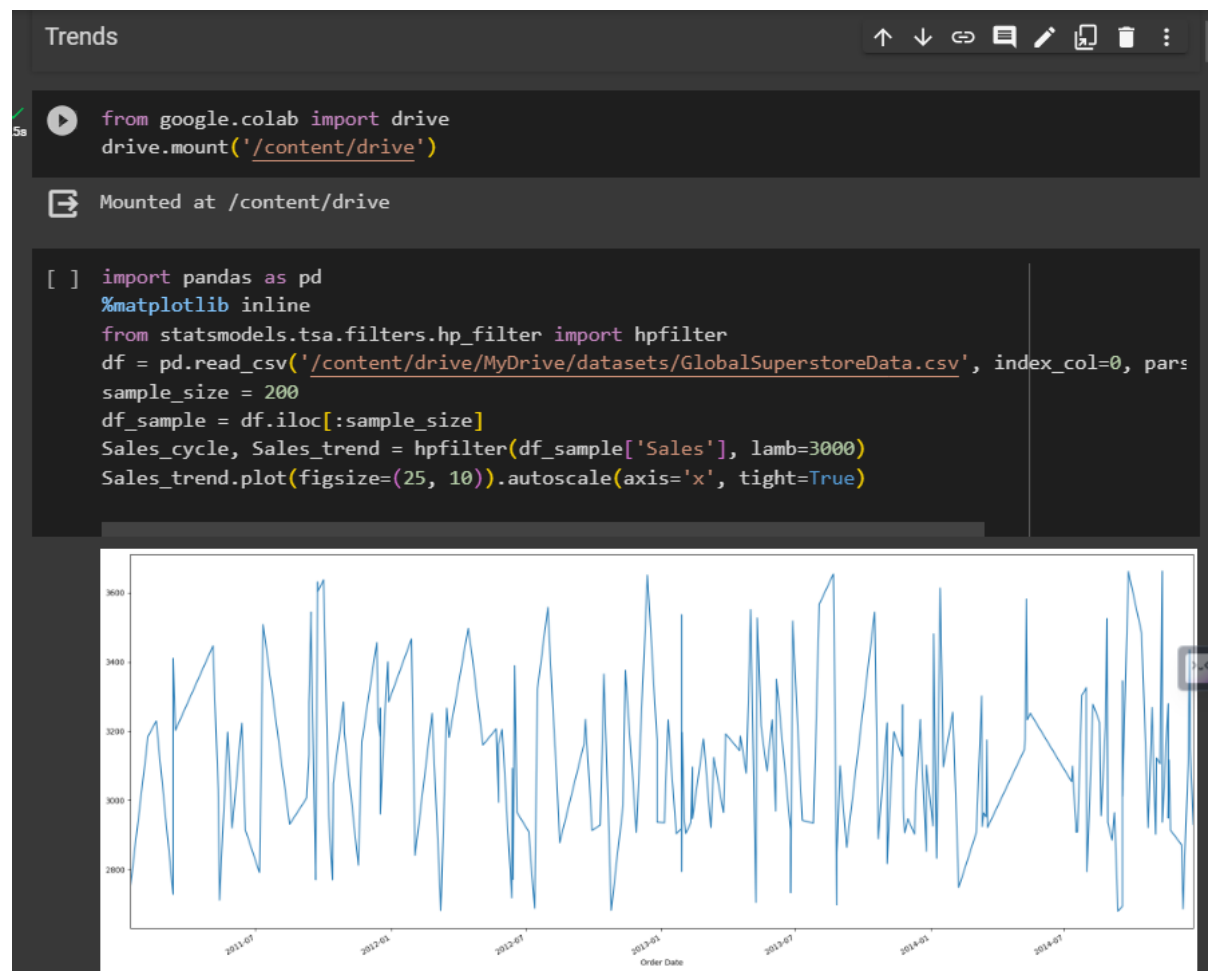 Trends
5s
from google.colab import drive
drive.mount('/content/drive')
Mounted at /content/drive
[ ]
import pandas as pd
%matplotlib inline
from statsmodels.tsa.filters.hp_filter import hpfilter
df = pd.read_csv('/content/drive/MyDrive/datasets/GlobalSuperstoreData.csv', index_col=0, pars
sample_size = 200
df_sample = df.iloc[:sample_size]
Sales_cycle, Sales_trend = hpfilter(df_sample['Sales'], lamb=3000)
Sales_trend.plot(figsize=(25, 10)).autoscale(axis='x', tight=True)
3600
3400
3200
3000
2800
2011-07
2012-01
2012-07
2013-01
2013-07
2014-01
2014-07
Order Date